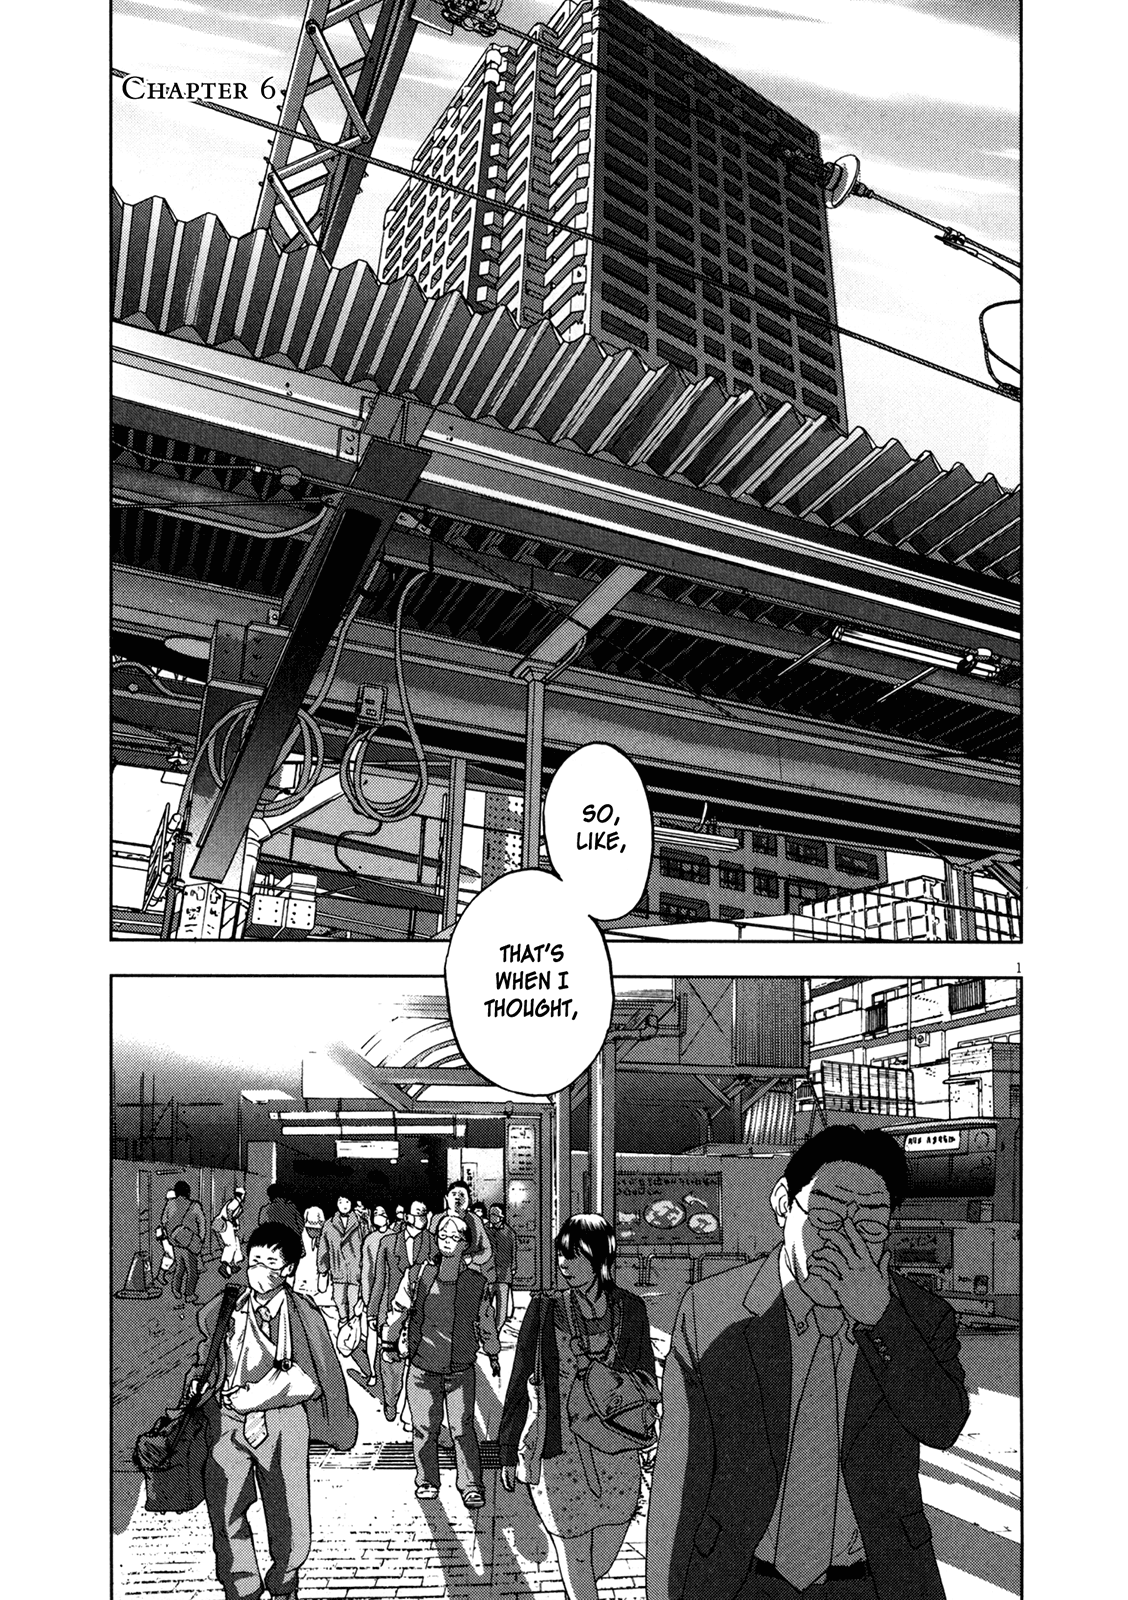 CHAPTER 6
SO,
LIKE,
THAT'S
WHEN I
THOUGHT,
1